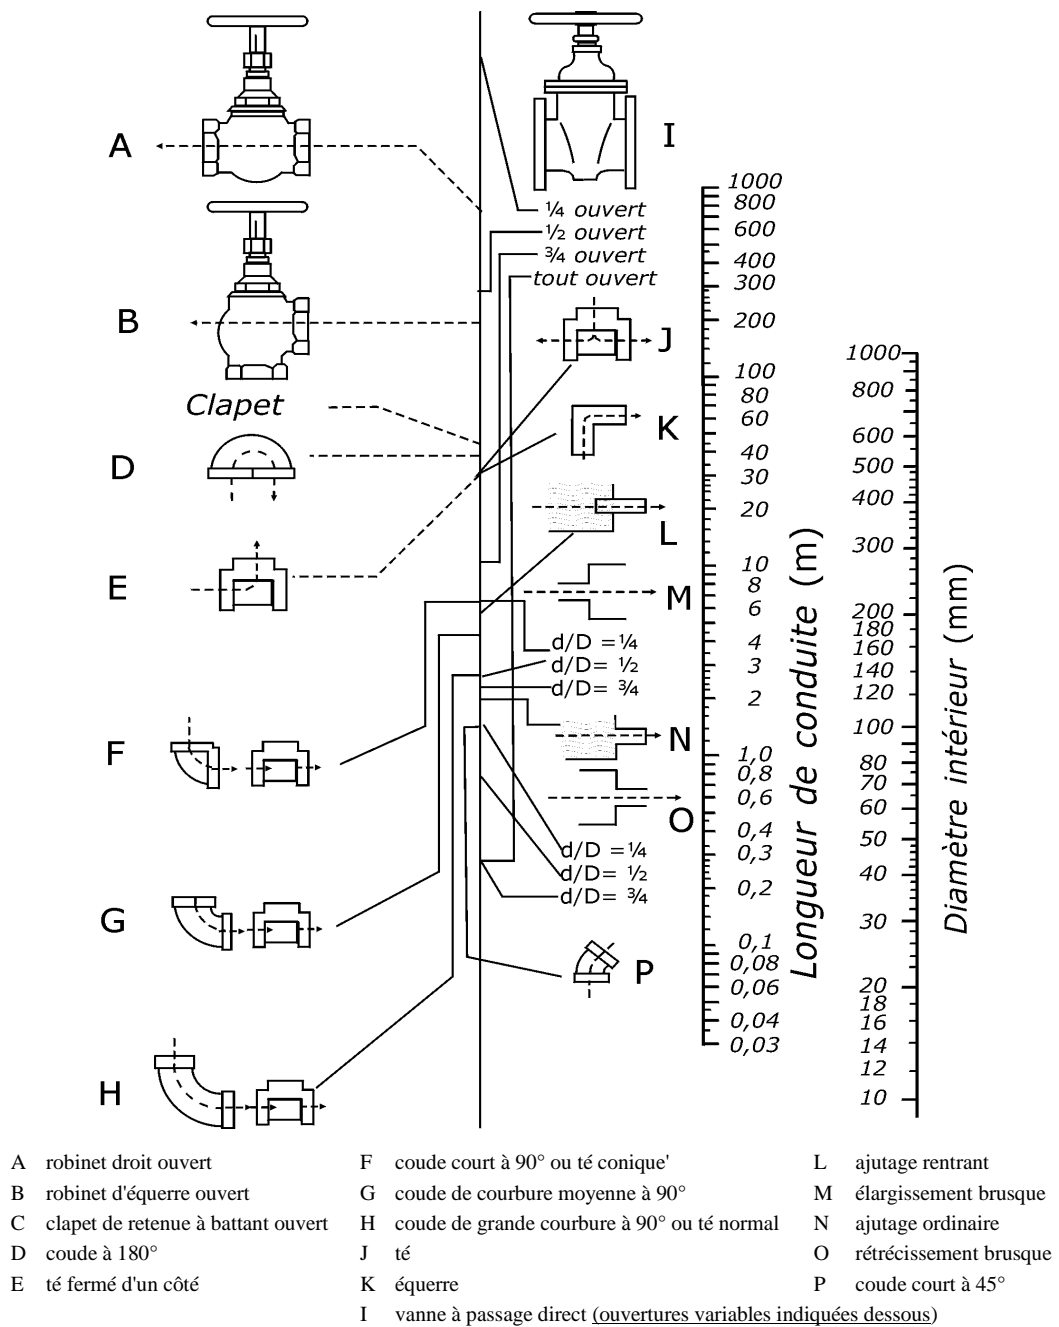 A
B
Clapet
D
E
F
G
H
I
¼ ouvert
½ ouvert
¾ ouvert
tout ouvert
J
K
L
M
d/D =¼
d/D= ½
d/D= ¾
N
O
d/D =¼
d/D= ½
d/D= ¾
P
1000
800
600
400
300
200
100
80
60
40
30
20
10
8
6
4
3
2
1,0
0,8
0,6
0,4
0,3
0,2
0,1
0,08
0,06
0,04
0,03
Longueur de conduite (m)
1000
800
600
500
400
300
200
180
160
140
120
100
80
70
60
50
40
30
20
18
16
14
12
10
Diamètre intérieur (mm)
A robinet droit ouvert
B robinet d'équerre ouvert
C clapet de retenue à battant ouvert
D coude à 180°
E té fermé d'un côté
F coude court à 90° ou té conique'
G coude de courbure moyenne à 90°
H coude de grande courbure à 90° ou té normal
J té
K équerre
I vanne à passage direct (ouvertures variables indiquées dessous)
L ajutage rentrant
M élargissement brusque
N ajutage ordinaire
O rétrécissement brusque
P coude court à 45°